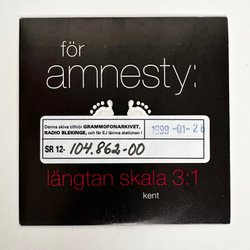 för
amnesty:
Denna skiva tillhör GRAMMOFONARKIVET,
RADIO BLEKINGE, och får EJ lämna stationen!
1999 -01- 26
SR 12- 104.862-00
längtan skala 3:1
kent